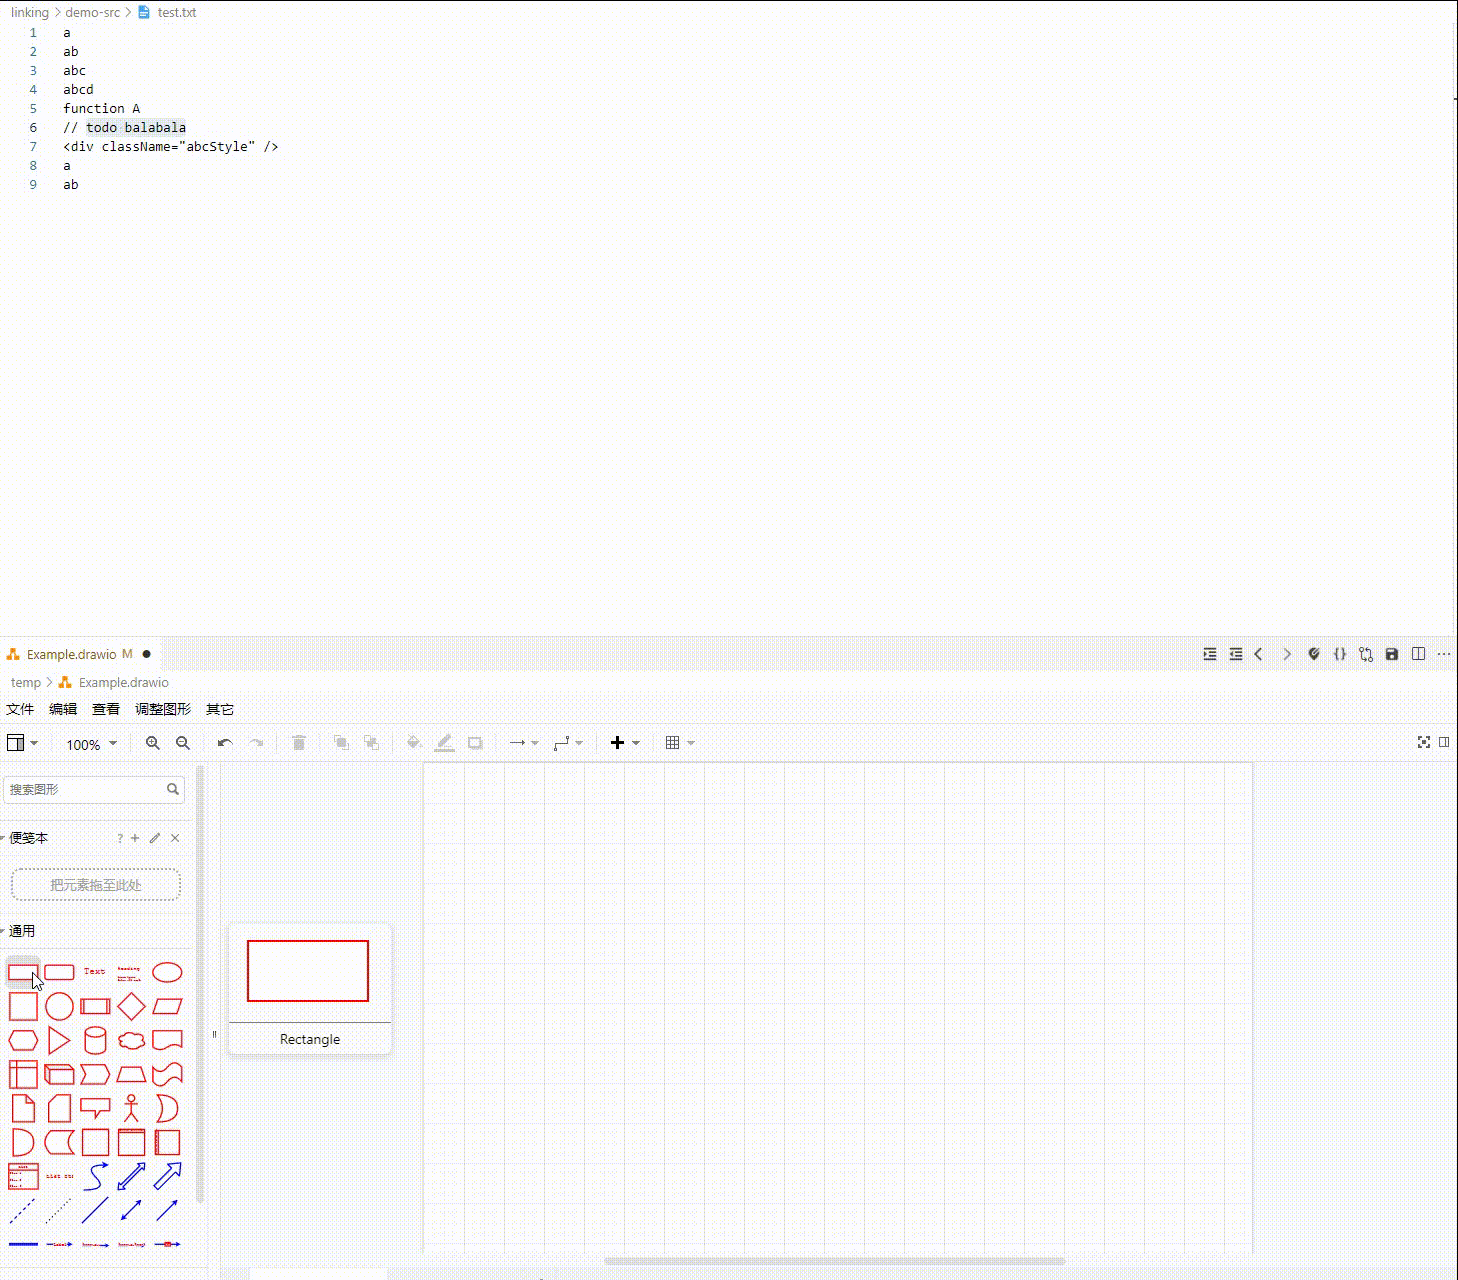 linking > demo-src > test.txt
1 a
2 ab
3 abc
4 abcd
5 function A
6 // todo balabala
7 <div className="abcStyle" />
8 a
9 ab
Example.drawio M
temp > Example.drawio
文件 编辑 查看 调整图形 其它
100%
搜索图形
便笺本
把元素拖至此处
通用
Text
Heading
Rectangle